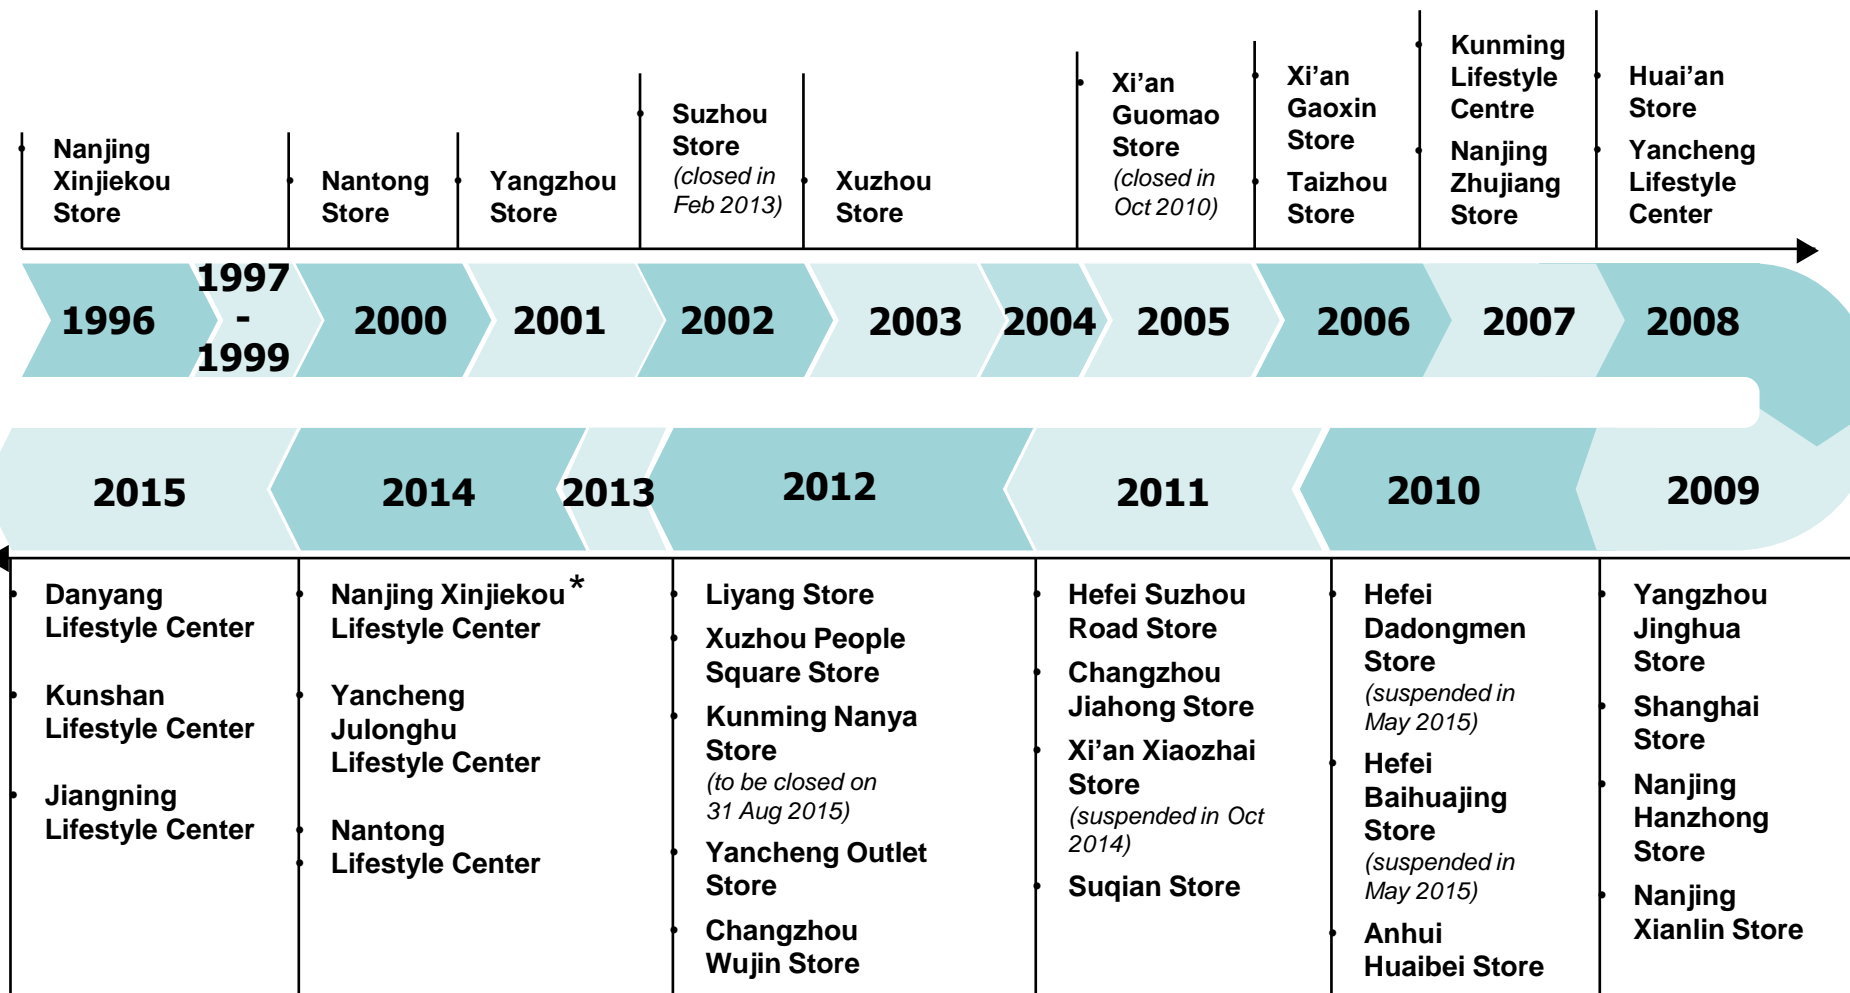 Nanjing
Xinjiekou
Store
Nantong
Store
Yangzhou
Store
Suzhou
Store
(closed in
Feb 2013)
Xuzhou
Store
Xi'an
Guomao
Store
(closed in
Oct 2010)
Xi'an
Gaoxin
Store
Taizhou
Store
Kunming
Lifestyle
Centre
Nanjing
Zhujiang
Store
Huai'an
Store
Yancheng
Lifestyle
Center
1996
1997
-
1999
2000
2001
2002
2003
2004
2005
2006
2007
2008
2015
2014
2013
2012
2011
2010
2009
Danyang
Lifestyle Center
Kunshan
Lifestyle Center
Jiangning
Lifestyle Center
Nanjing Xinjiekou*
Lifestyle Center
Yancheng
Julonghu
Lifestyle Center
Nantong
Lifestyle Center
Liyang Store
Xuzhou People
Square Store
Kunming Nanya
Store
(to be closed on
31 Aug 2015)
Yancheng Outlet
Store
Changzhou
Wujin Store
Hefei Suzhou
Road Store
Changzhou
Jiahong Store
Xi'an Xiaozhai
Store
(suspended in Oct
2014)
Suqian Store
Hefei
Dadongmen
Store
(suspended in
May 2015)
Hefei
Baihuajing
Store
(suspended in
May 2015)
Anhui
Huaibei Store
Yangzhou
Jinghua
Store
Shanghai
Store
Nanjing
Hanzhong
Store
Nanjing
Xianlin Store